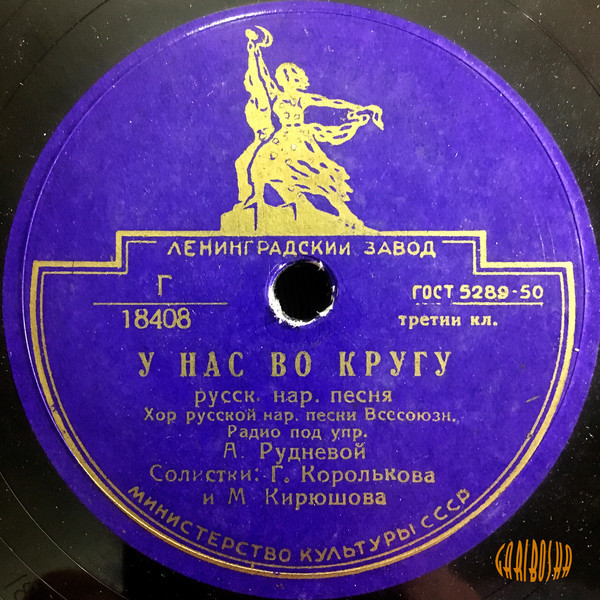 ЛЕНИНГРАДСКИЙ ЗАВОД
Г
18408
ГОСТ 5289-50
третий кл.
У НАС ВО КРУГУ
русск. нар. песня
Хор русской нар. песни Всесоюзн.
Радио под упр.
А. Рудневой
Солистки: Г. Королькова
и М. Кирюшова
МИНИСТЕРСТВО КУЛЬТУРЫ СССР
GARIBOSHA